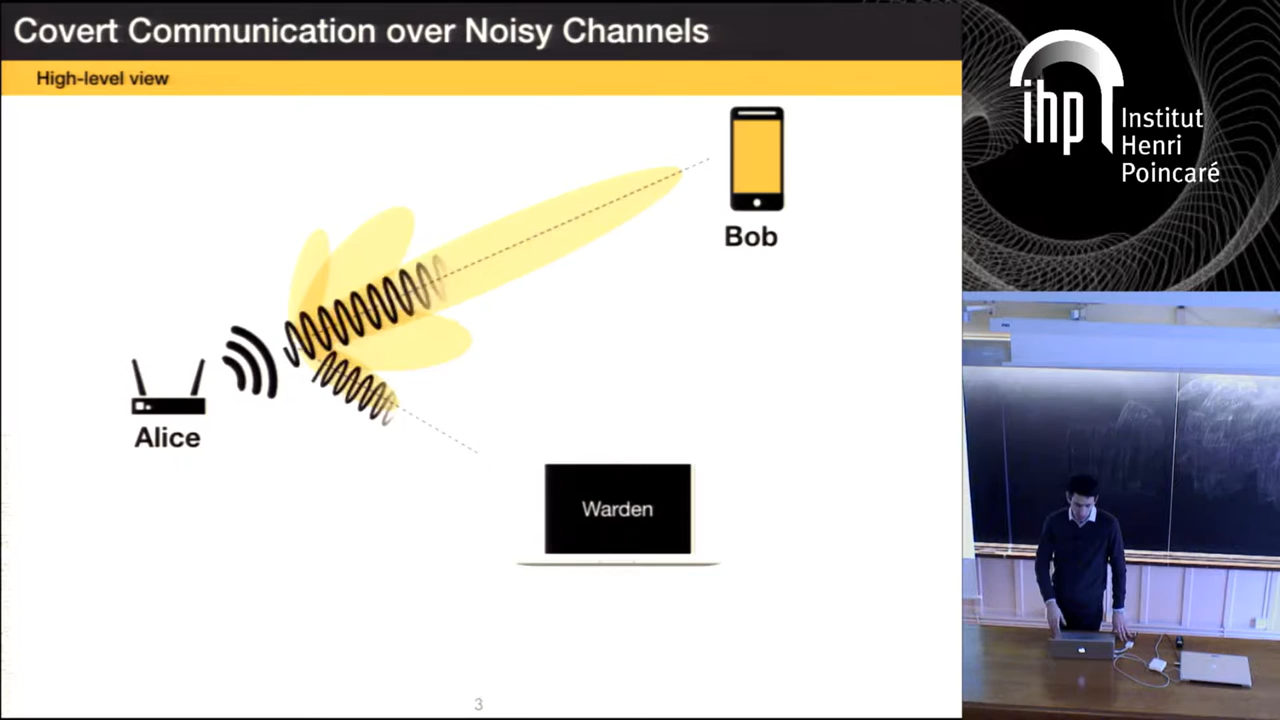 Covert Communication over Noisy Channels
High-level view
Bob
Alice
Warden
3
ihp
Institut
Henri
Poincaré